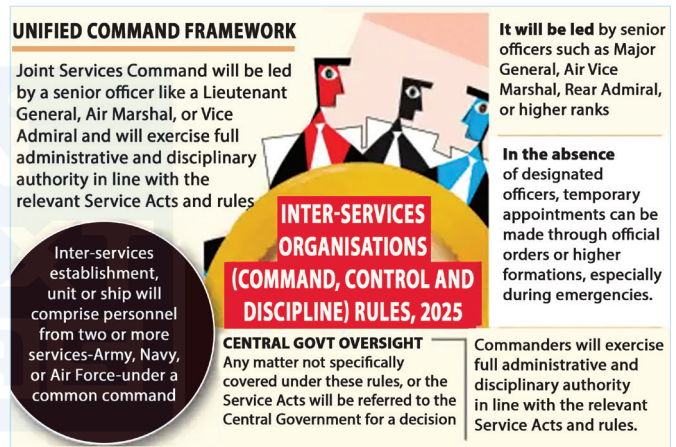 UNIFIED COMMAND FRAMEWORK
Joint Services Command will be led
by a senior officer like a Lieutenant
General, Air Marshal, or Vice
Admiral and will exercise full
administrative and disciplinary
authority in line with the
relevant Service Acts and rules
Inter-services
establishment,
unit or ship will
comprise personnel
from two or more
services-Army, Navy,
or Air Force-under a
common command
INTER-SERVICES
ORGANISATIONS
(COMMAND, CONTROL AND
DISCIPLINE) RULES, 2025
CENTRAL GOVT OVERSIGHT
Any matter not specifically
covered under these rules, or the
Service Acts will be referred to the
Central Government for a decision
It will be led by senior
officers such as Major
General, Air Vice
Marshal, Rear Admiral,
or higher ranks
In the absence
of designated
officers, temporary
appointments can be
made through official
orders or higher
formations, especially
during emergencies.
Commanders will exercise
full administrative and
disciplinary authority
in line with the relevant
Service Acts and rules.